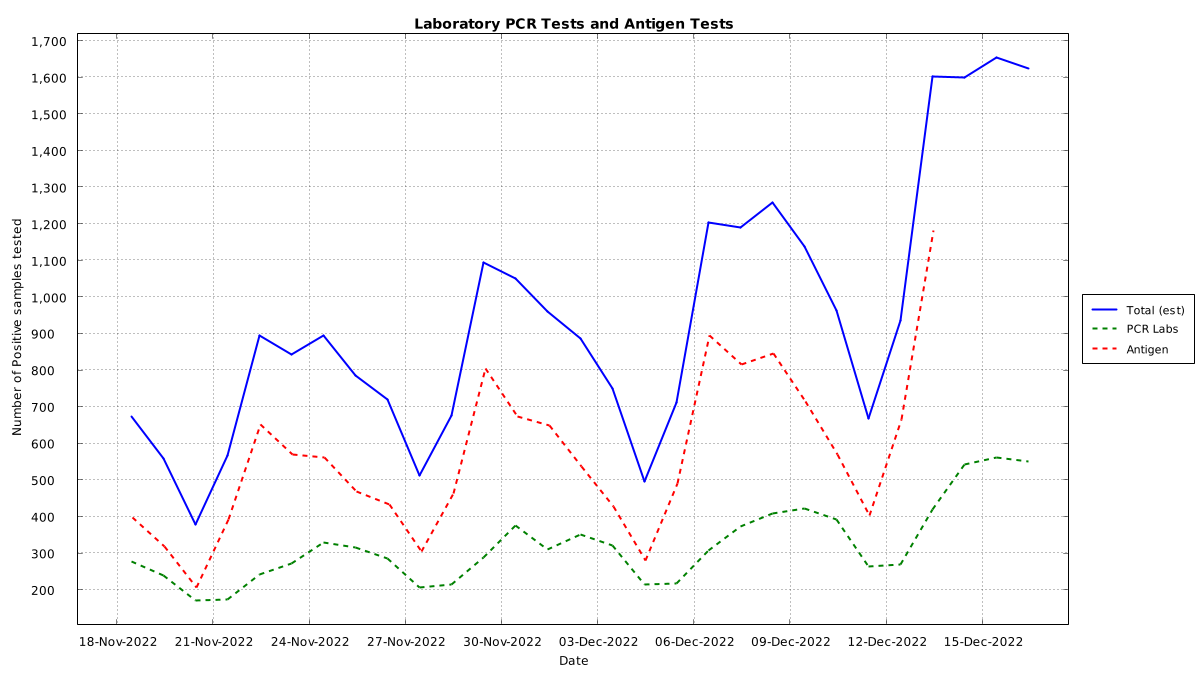 Laboratory PCR Tests and Antigen Tests
1,700
1,600
1,500
1,400
1,300
1,200
1,100
1,000
900
800
700
600
500
400
300
200
Number of Positive samples tested
18-Nov-2022 21-Nov-2022 24-Nov-2022 27-Nov-2022 30-Nov-2022 03-Dec-2022 06-Dec-2022 09-Dec-2022 12-Dec-2022 15-Dec-2022
Date
Total (est)
PCR Labs
Antigen